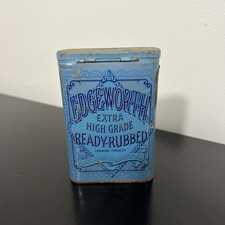 EDGEWORTH
EXTRA
HIGH GRADE
READY-RUBBED
SMOKING TOBACCO